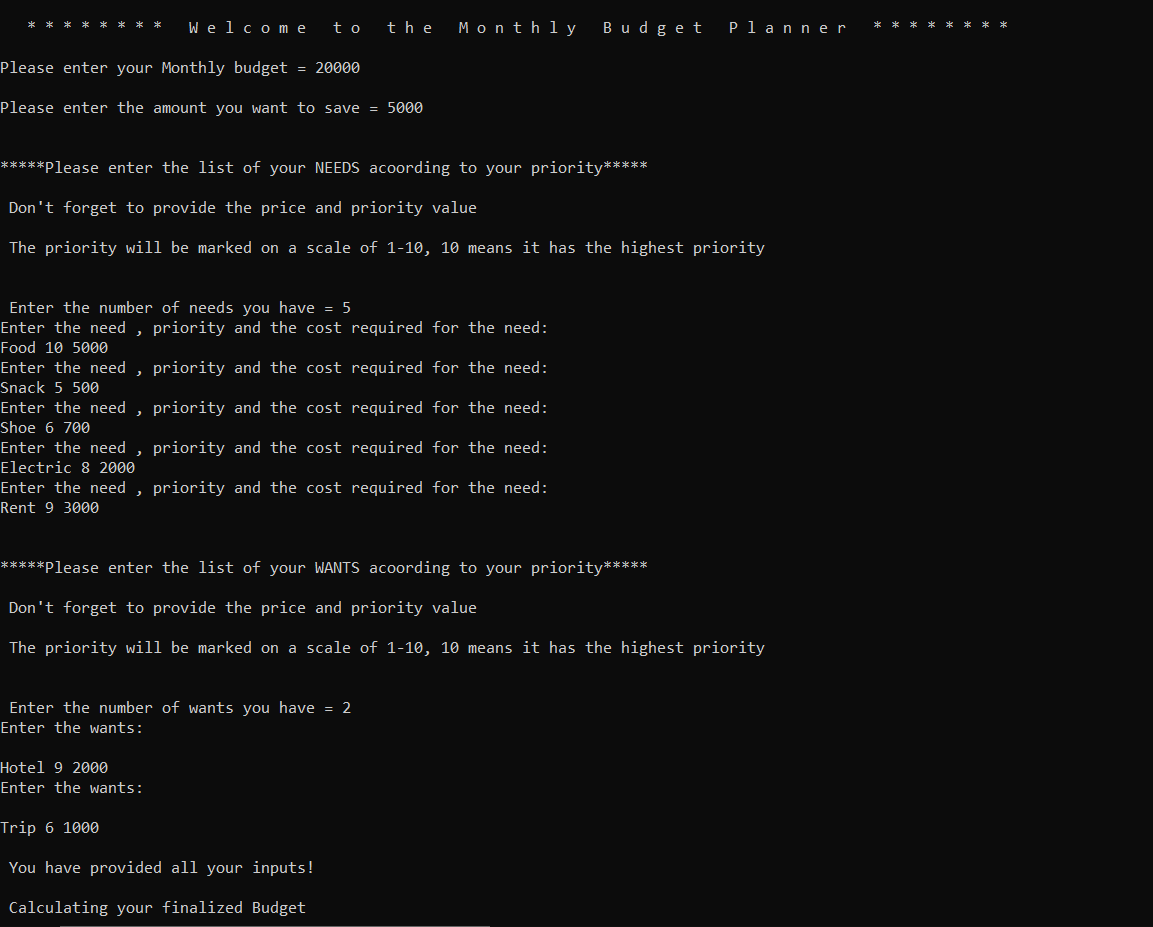 * * * * * * * * W e l c o m e   t o   t h e   M o n t h l y   B u d g e t   P l a n n e r * * * * * * * *
Please enter your Monthly budget = 20000
Please enter the amount you want to save = 5000
*****Please enter the list of your NEEDS acoording to your priority*****
Don't forget to provide the price and priority value
The priority will be marked on a scale of 1-10, 10 means it has the highest priority
Enter the number of needs you have = 5
Enter the need , priority and the cost required for the need:
Food 10 5000
Enter the need , priority and the cost required for the need:
Snack 5 500
Enter the need , priority and the cost required for the need:
Shoe 6 700
Enter the need , priority and the cost required for the need:
Electric 8 2000
Enter the need , priority and the cost required for the need:
Rent 9 3000
*****Please enter the list of your WANTS acoording to your priority*****
Don't forget to provide the price and priority value
The priority will be marked on a scale of 1-10, 10 means it has the highest priority
Enter the number of wants you have = 2
Enter the wants:
Hotel 9 2000
Enter the wants:
Trip 6 1000
You have provided all your inputs!
Calculating your finalized Budget